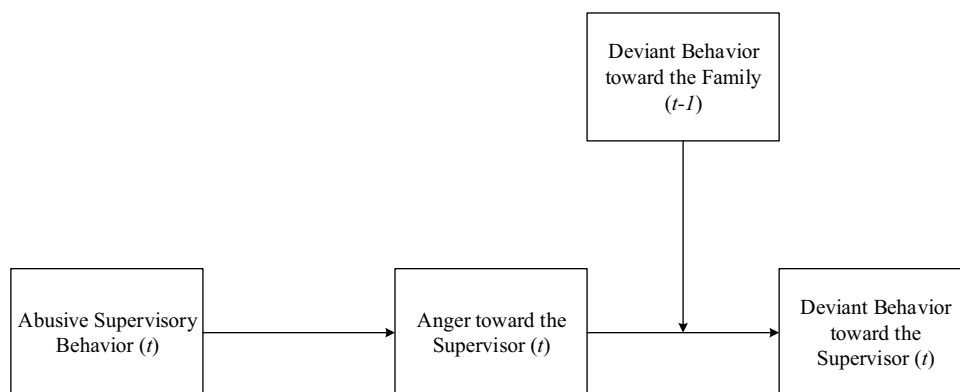 Deviant Behavior
toward the Family
(t-1)
Abusive Supervisory
Behavior (t)
Anger toward the
Supervisor (t)
Deviant Behavior
toward the
Supervisor (t)